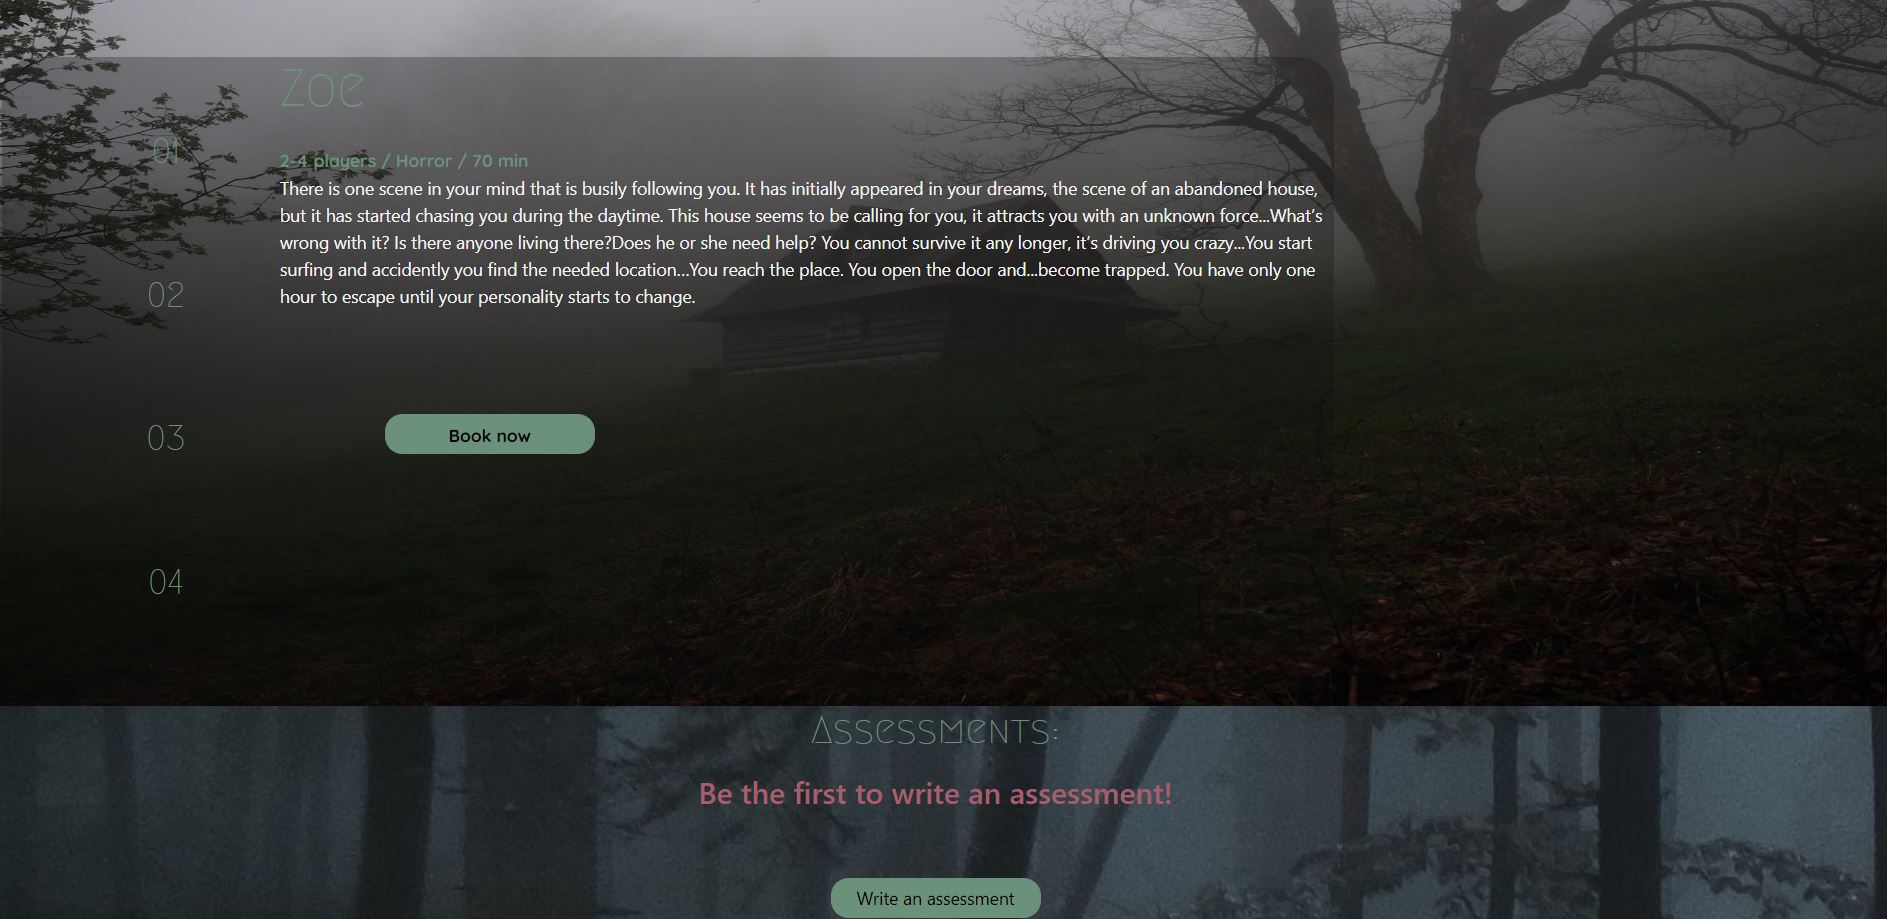 Zoe
01
2-4 players / Horror / 70 min
There is one scene in your mind that is busily following you. It has initially appeared in your dreams, the scene of an abandoned house,
but it has started chasing you during the daytime. This house seems to be calling for you, it attracts you with an unknown force...What's
wrong with it? Is there anyone living there?Does he or she need help? You cannot survive it any longer, it's driving you crazy...You start
surfing and accidently you find the needed location...You reach the place. You open the door and...become trapped. You have only one
hour to escape until your personality starts to change.
02
03
Book now
04
Assessments:
Be the first to write an assessment!
Write an assessment